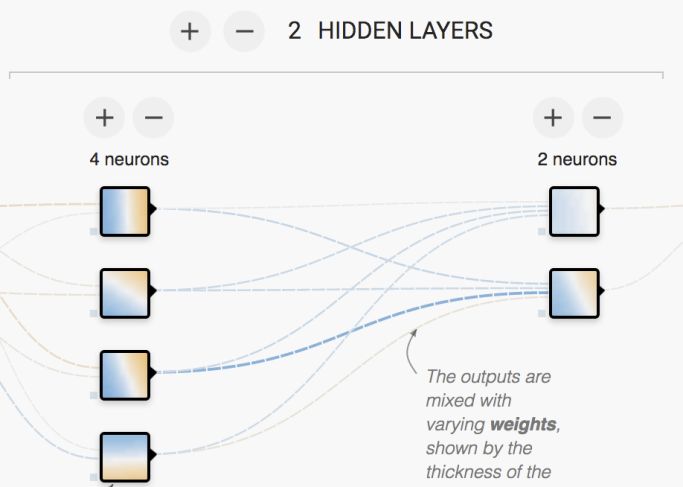 + − 2 HIDDEN LAYERS
+ − + −
4 neurons 2 neurons
The outputs are
mixed with
varying weights,
shown by the
thickness of the